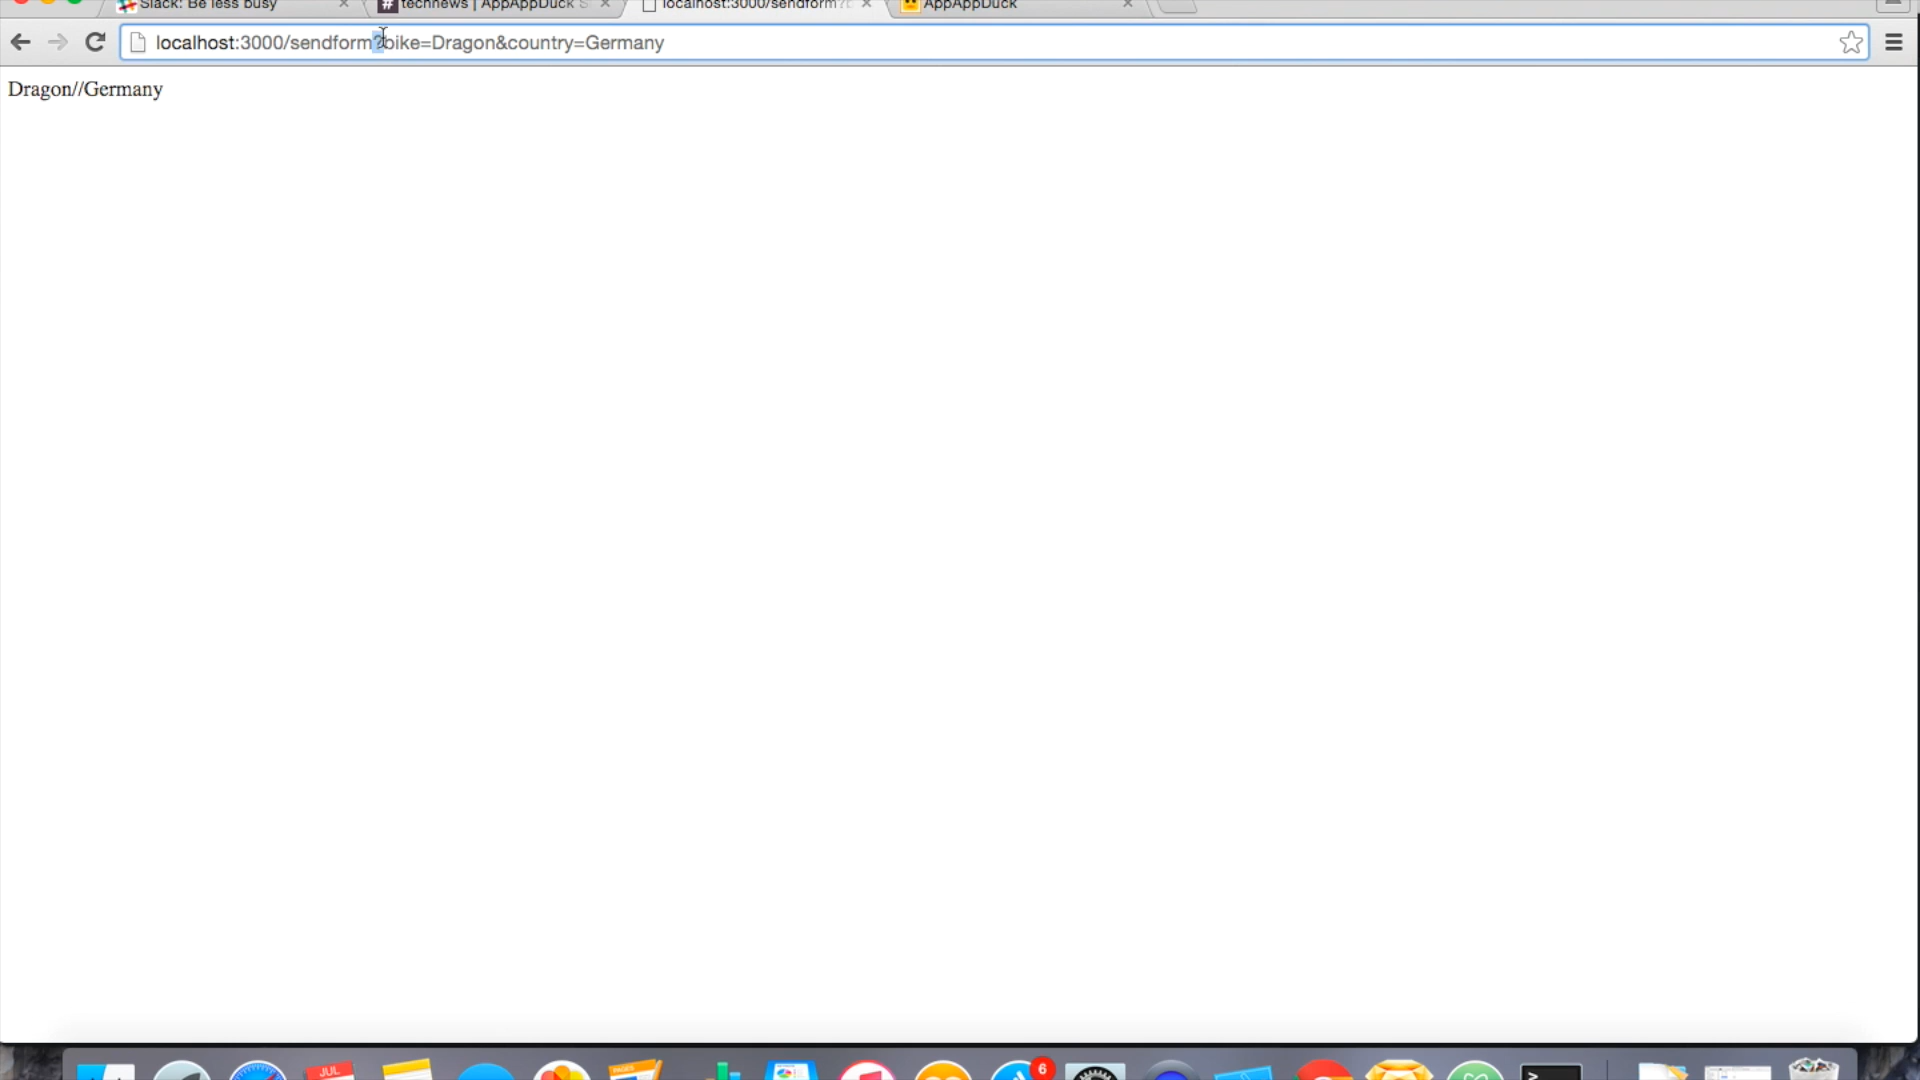 Slack: Be less busy
# technews | AppAppDuck S
localhost:3000/sendform?b
AppAppDuck
localhost:3000/sendform?bike=Dragon&country=Germany
Dragon//Germany
JUL
PAGES
6